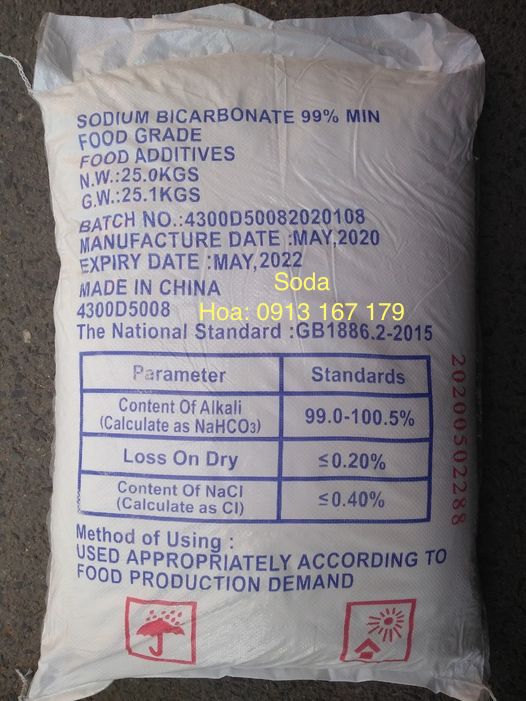 SODIUM BICARBONATE 99% MIN
FOOD GRADE
FOOD ADDITIVES
N.W.:25.0KGS
G.W.:25.1KGS
BATCH NO.:4300D50082020108
MANUFACTURE DATE :MAY,2020
EXPIRY DATE :MAY,2022
MADE IN CHINA
Soda
4300D5008
Hoa: 0913 167 179
The National Standard :GB1886.2-2015
Parameter Standards
Content Of Alkali
(Calculate as NaHCO3) 99.0-100.5%
Loss On Dry ≤0.20%
Content Of NaCl
(Calculate as Cl) ≤0.40%
20200502288
Method of Using :
USED APPROPRIATELY ACCORDING TO
FOOD PRODUCTION DEMAND